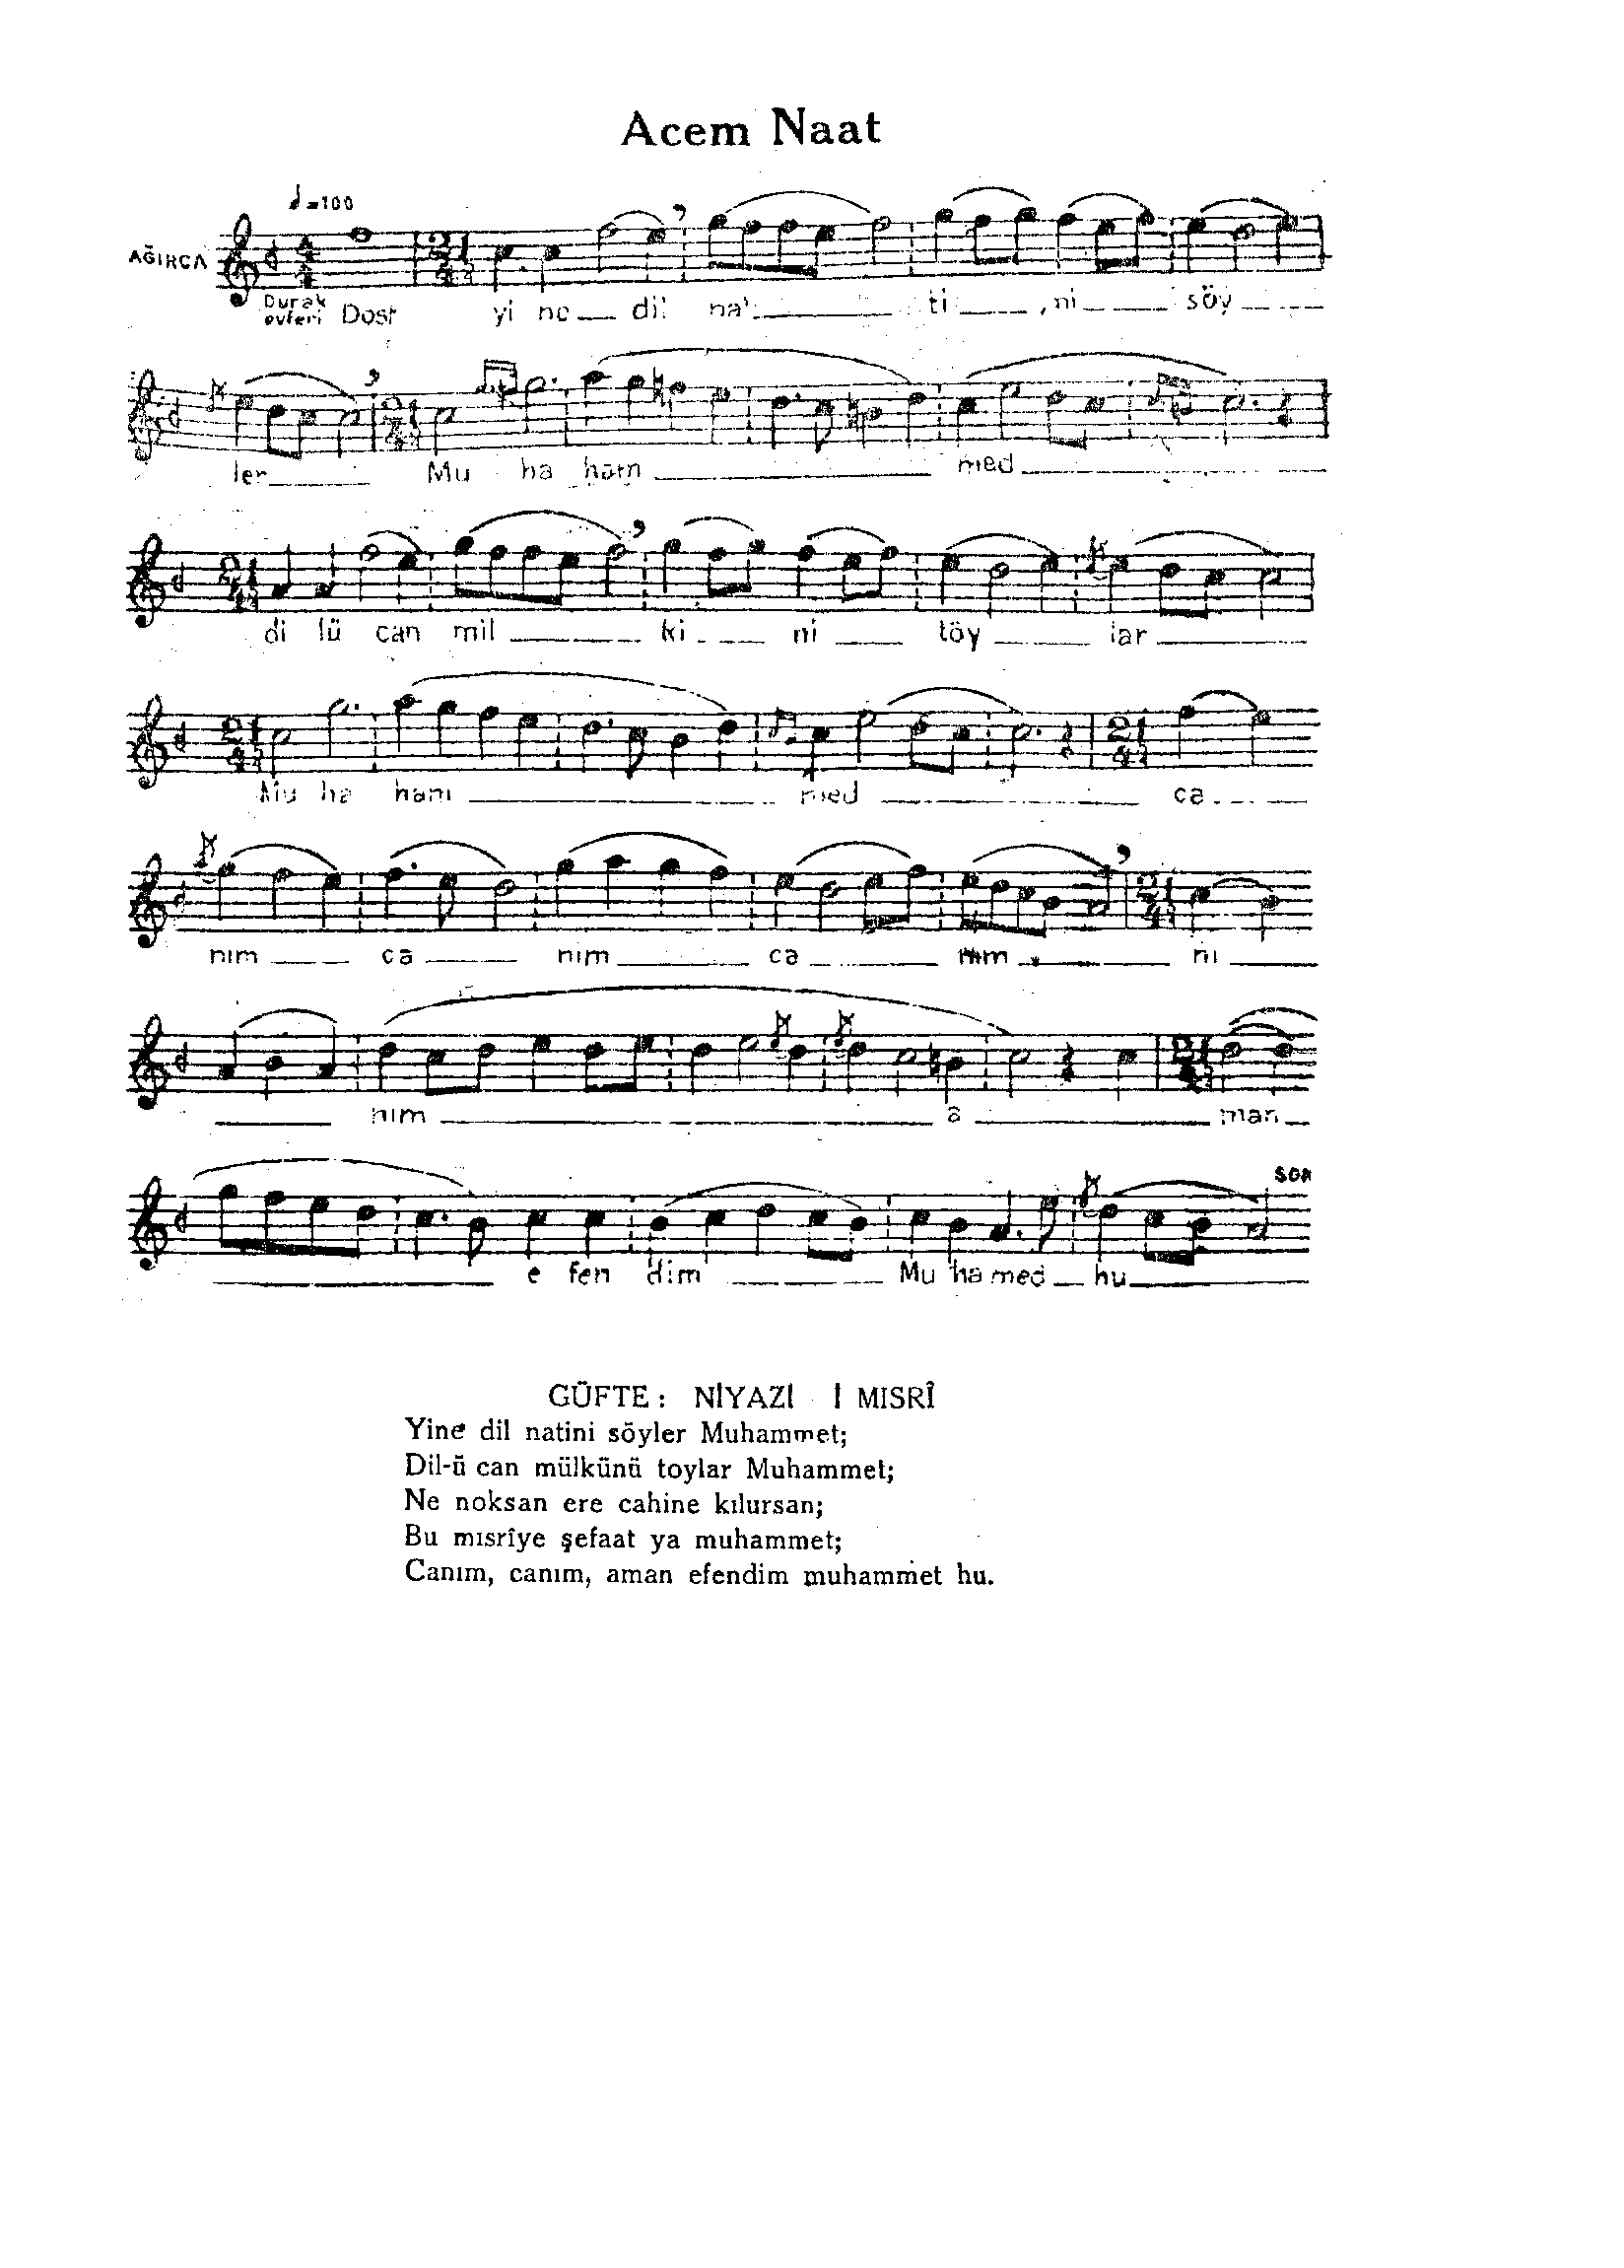 Acem Naat
=100
AĞIRCA
Durak
evferi Dost yi ne dil na' ti ni söy
ler Mu ha ham med
di lü can mil ki ni töy lar
Mu ha ham med ca
nım ca nım ca nım ni
nım a man
SON
e fen dim Mu ha med hu
GÜFTE : NİYAZİ İ MISRÎ
Yine dil natini söyler Muhammet;
Dil-ü can mülkünü toylar Muhammet;
Ne noksan ere cahine kılursan;
Bu mısrîye şefaat ya muhammet;
Canım, canım, aman efendim muhammet hu.